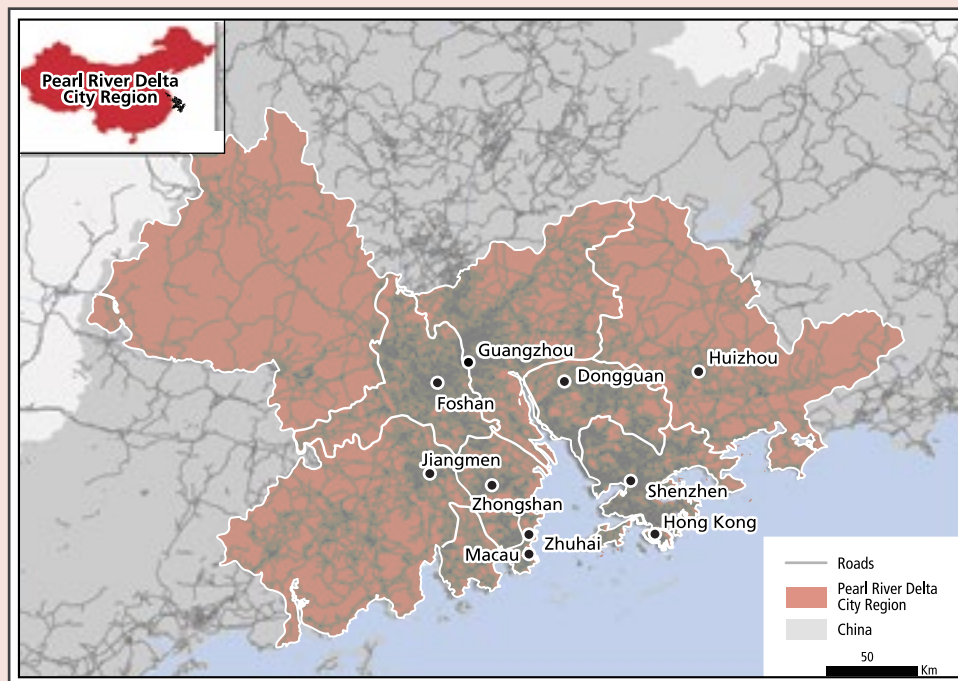 Pearl River Delta
City Region
Guangzhou
Huizhou
Dongguan
Foshan
Jiangmen
Shenzhen
Zhongshan
Hong Kong
Zhuhai
Macau
Roads
Pearl River Delta
City Region
China
50
Km